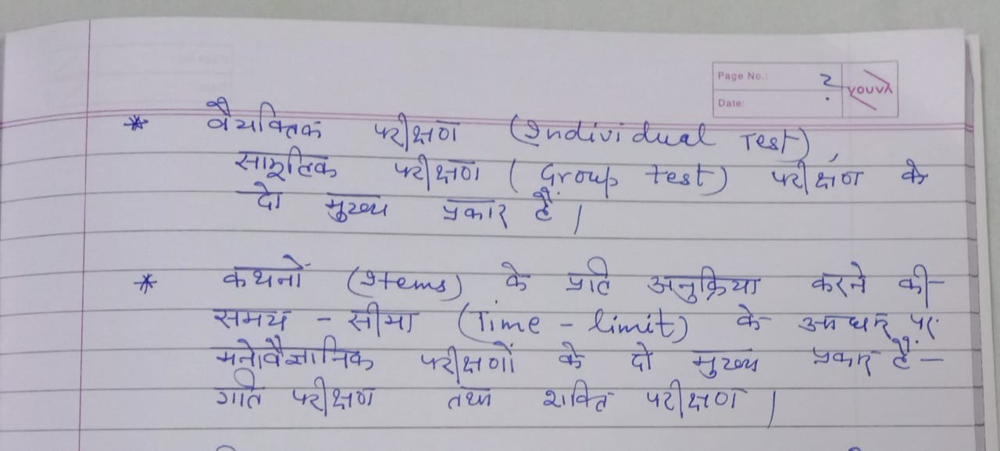 Page No.: 2
Date:
youva
* वैयक्तिक परीक्षण (Individual Test),
सामूहिक परीक्षण (Group test) परीक्षण के
दो मुख्य प्रकार हैं।
* कथनों (Items) के प्रति अनुक्रिया करने की
समय - सीमा (Time - limit) के आधार पर
मनोवैज्ञानिक परीक्षणों के दो मुख्य प्रकार हैं -
गति परीक्षण तथा शक्ति परीक्षण।